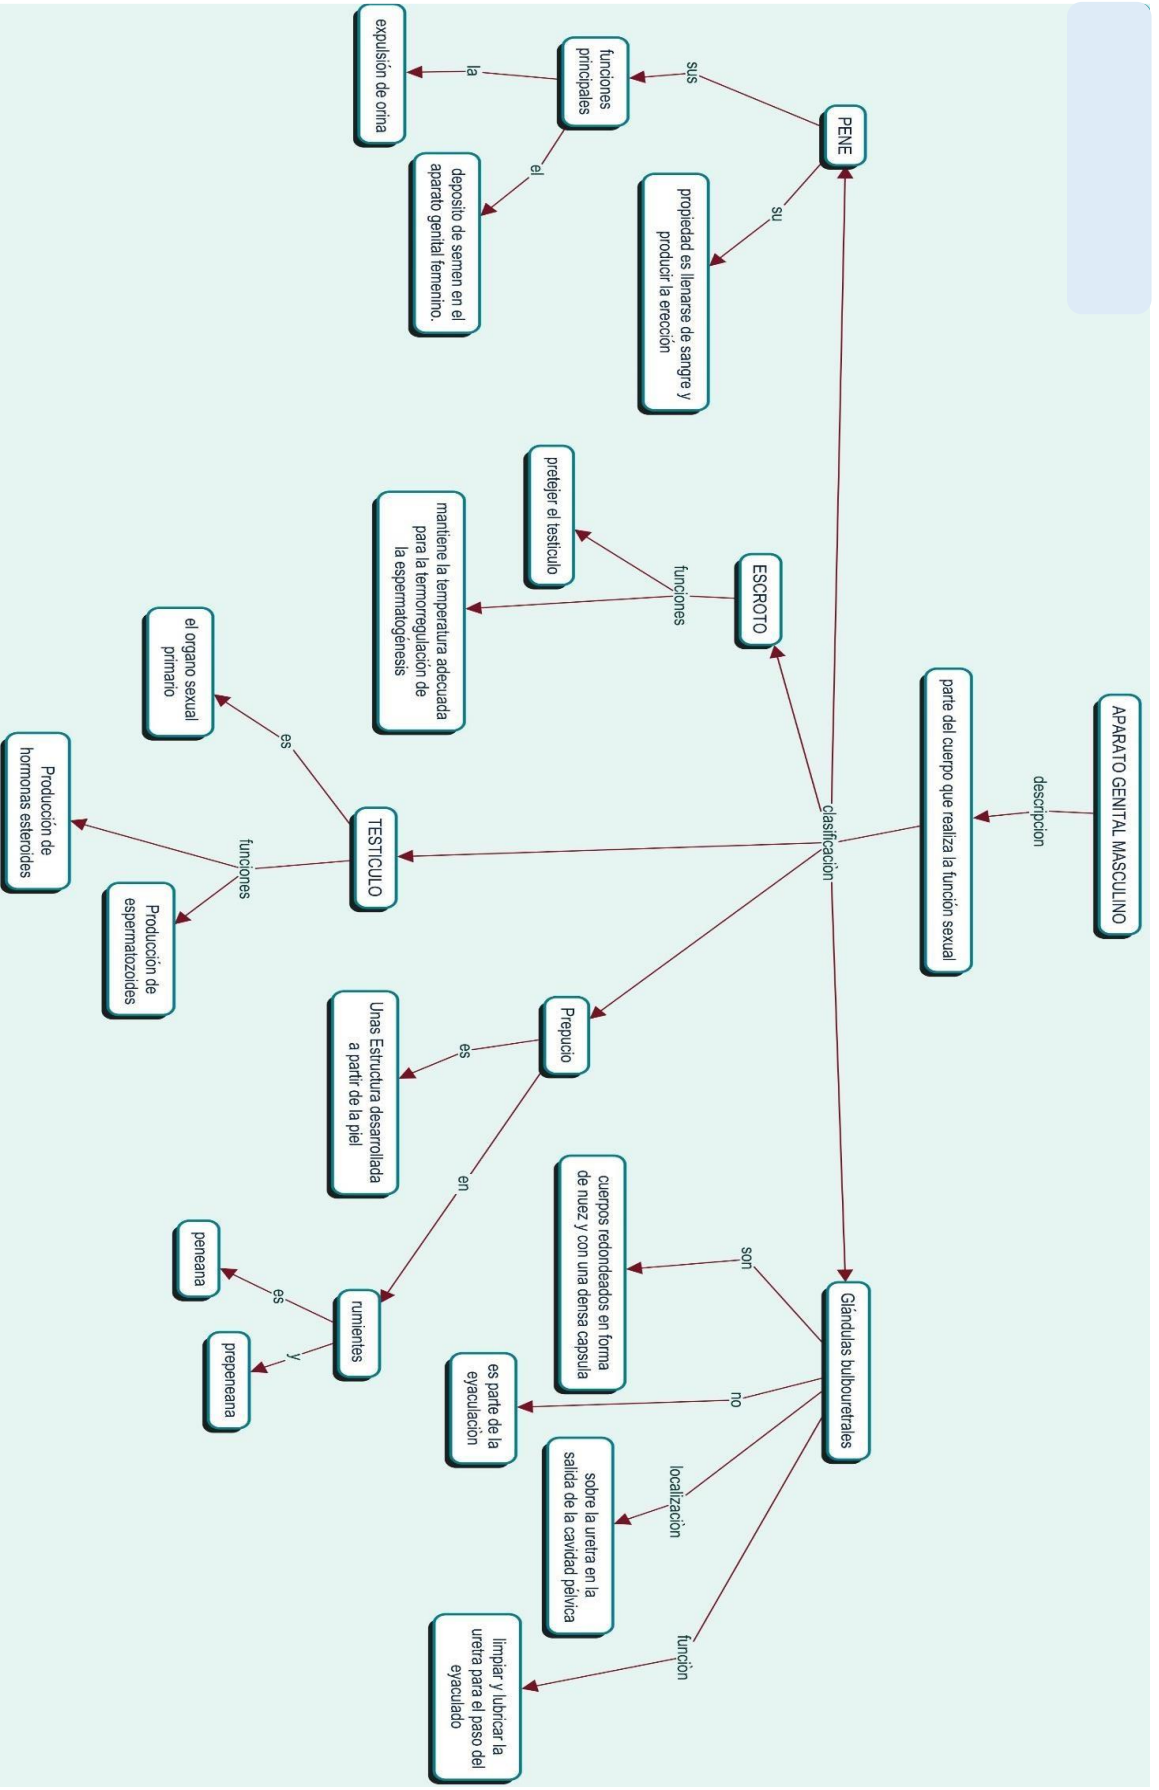 APARATO GENITAL MASCULINO
descripcion
parte del cuerpo que realiza la función sexual
clasificaciòn
PENE
sus
su
funciones
principales
propiedad es llenarse de sangre y
producir la erección
la
el
expulsión de orina
deposito de semen en el
aparato genital femenino.
ESCROTO
funciones
pretejer el testiculo
mantiene la temperatura adecuada
para la termorregulación de
la espermatogénesis
TESTICULO
es
funciones
el organo sexual
primario
Producción de
hormonas esteroides
Producción de
espermatozoides
Prepucio
es
en
Unas Estructura desarrollada
a partir de la piel
rumientes
es
y
peneana
prepeneana
Glándulas bulbouretrales
son
no
localizaciòn
funciòn
cuerpos redondeados en forma
de nuez y con una densa capsula
es parte de la
eyaculaciòn
sobre la uretra en la
salida de la cavidad pélvica
limpiar y lubricar la
uretra para el paso del
eyaculado